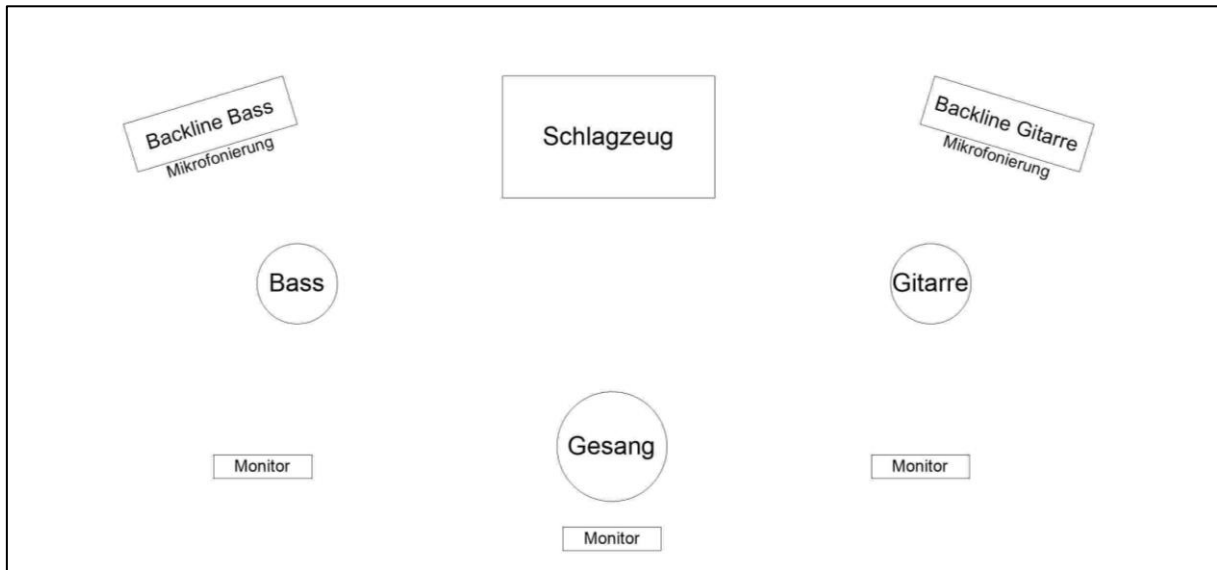 Backline Bass
Mikrofonierung
Schlagzeug
Backline Gitarre
Mikrofonierung
Bass
Gitarre
Gesang
Monitor
Monitor
Monitor